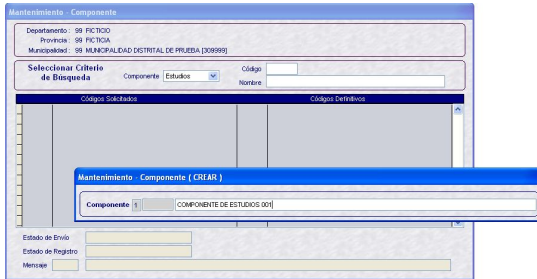 Mantenimiento - Componente
Departamento : 99 FICTICIO
Provincia : 99 FICTICIA
Municipalidad : 99 MUNICIPALIDAD DISTRITAL DE PRUEBA [309999]
Seleccionar Criterio de Búsqueda
Componente Estudios
Código
Nombre
Códigos Solicitados Códigos Definitivos
Mantenimiento - Componente ( CREAR )
Componente 1 COMPONENTE DE ESTUDIOS 001
Estado de Envío
Estado de Registro
Mensaje